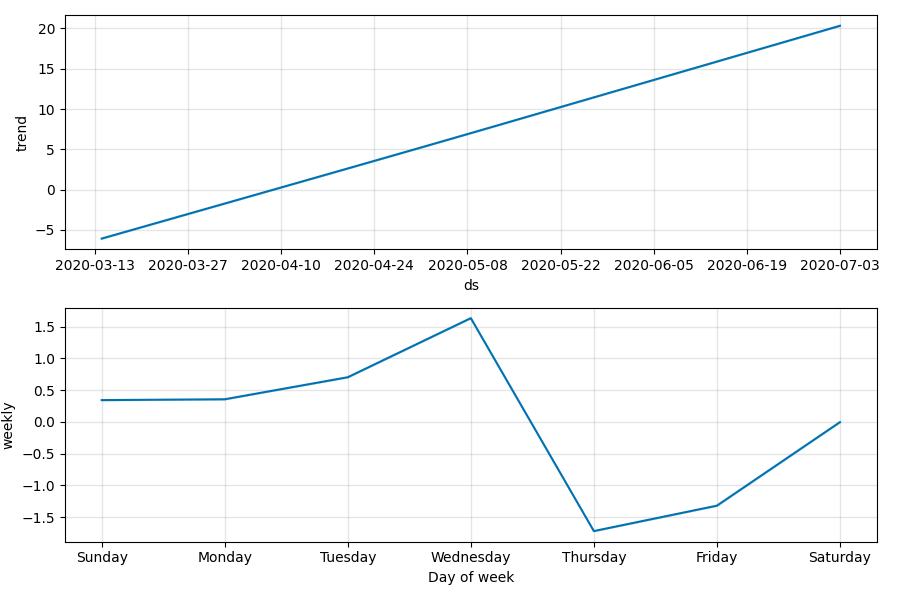 20
15
10
5
0
−5
trend
2020-03-13 2020-03-27 2020-04-10 2020-04-24 2020-05-08 2020-05-22 2020-06-05 2020-06-19 2020-07-03
ds
1.5
1.0
0.5
0.0
−0.5
−1.0
−1.5
weekly
Sunday Monday Tuesday Wednesday Thursday Friday Saturday
Day of week